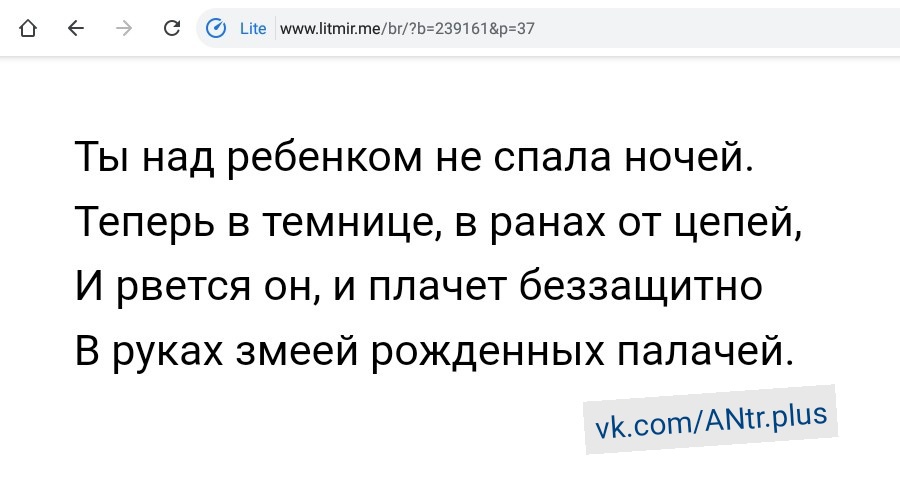 Lite www.litmir.me/br/?b=239161&p=37
Ты над ребенком не спала ночей.
Теперь в темнице, в ранах от цепей,
И рвется он, и плачет беззащитно
В руках змеей рожденных палачей.
vk.com/ANtr.plus